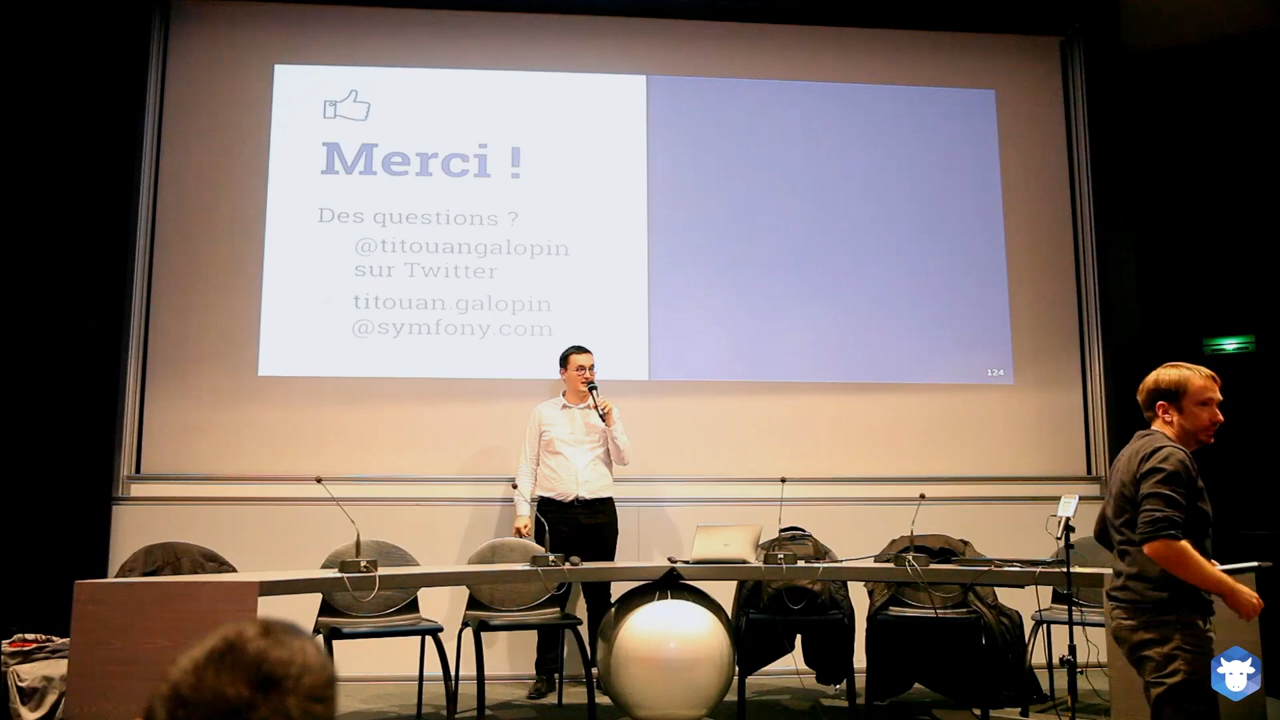 Merci !
Des questions ?
@titouangalopin
sur Twitter
titouan.galopin
@symfony.com
124